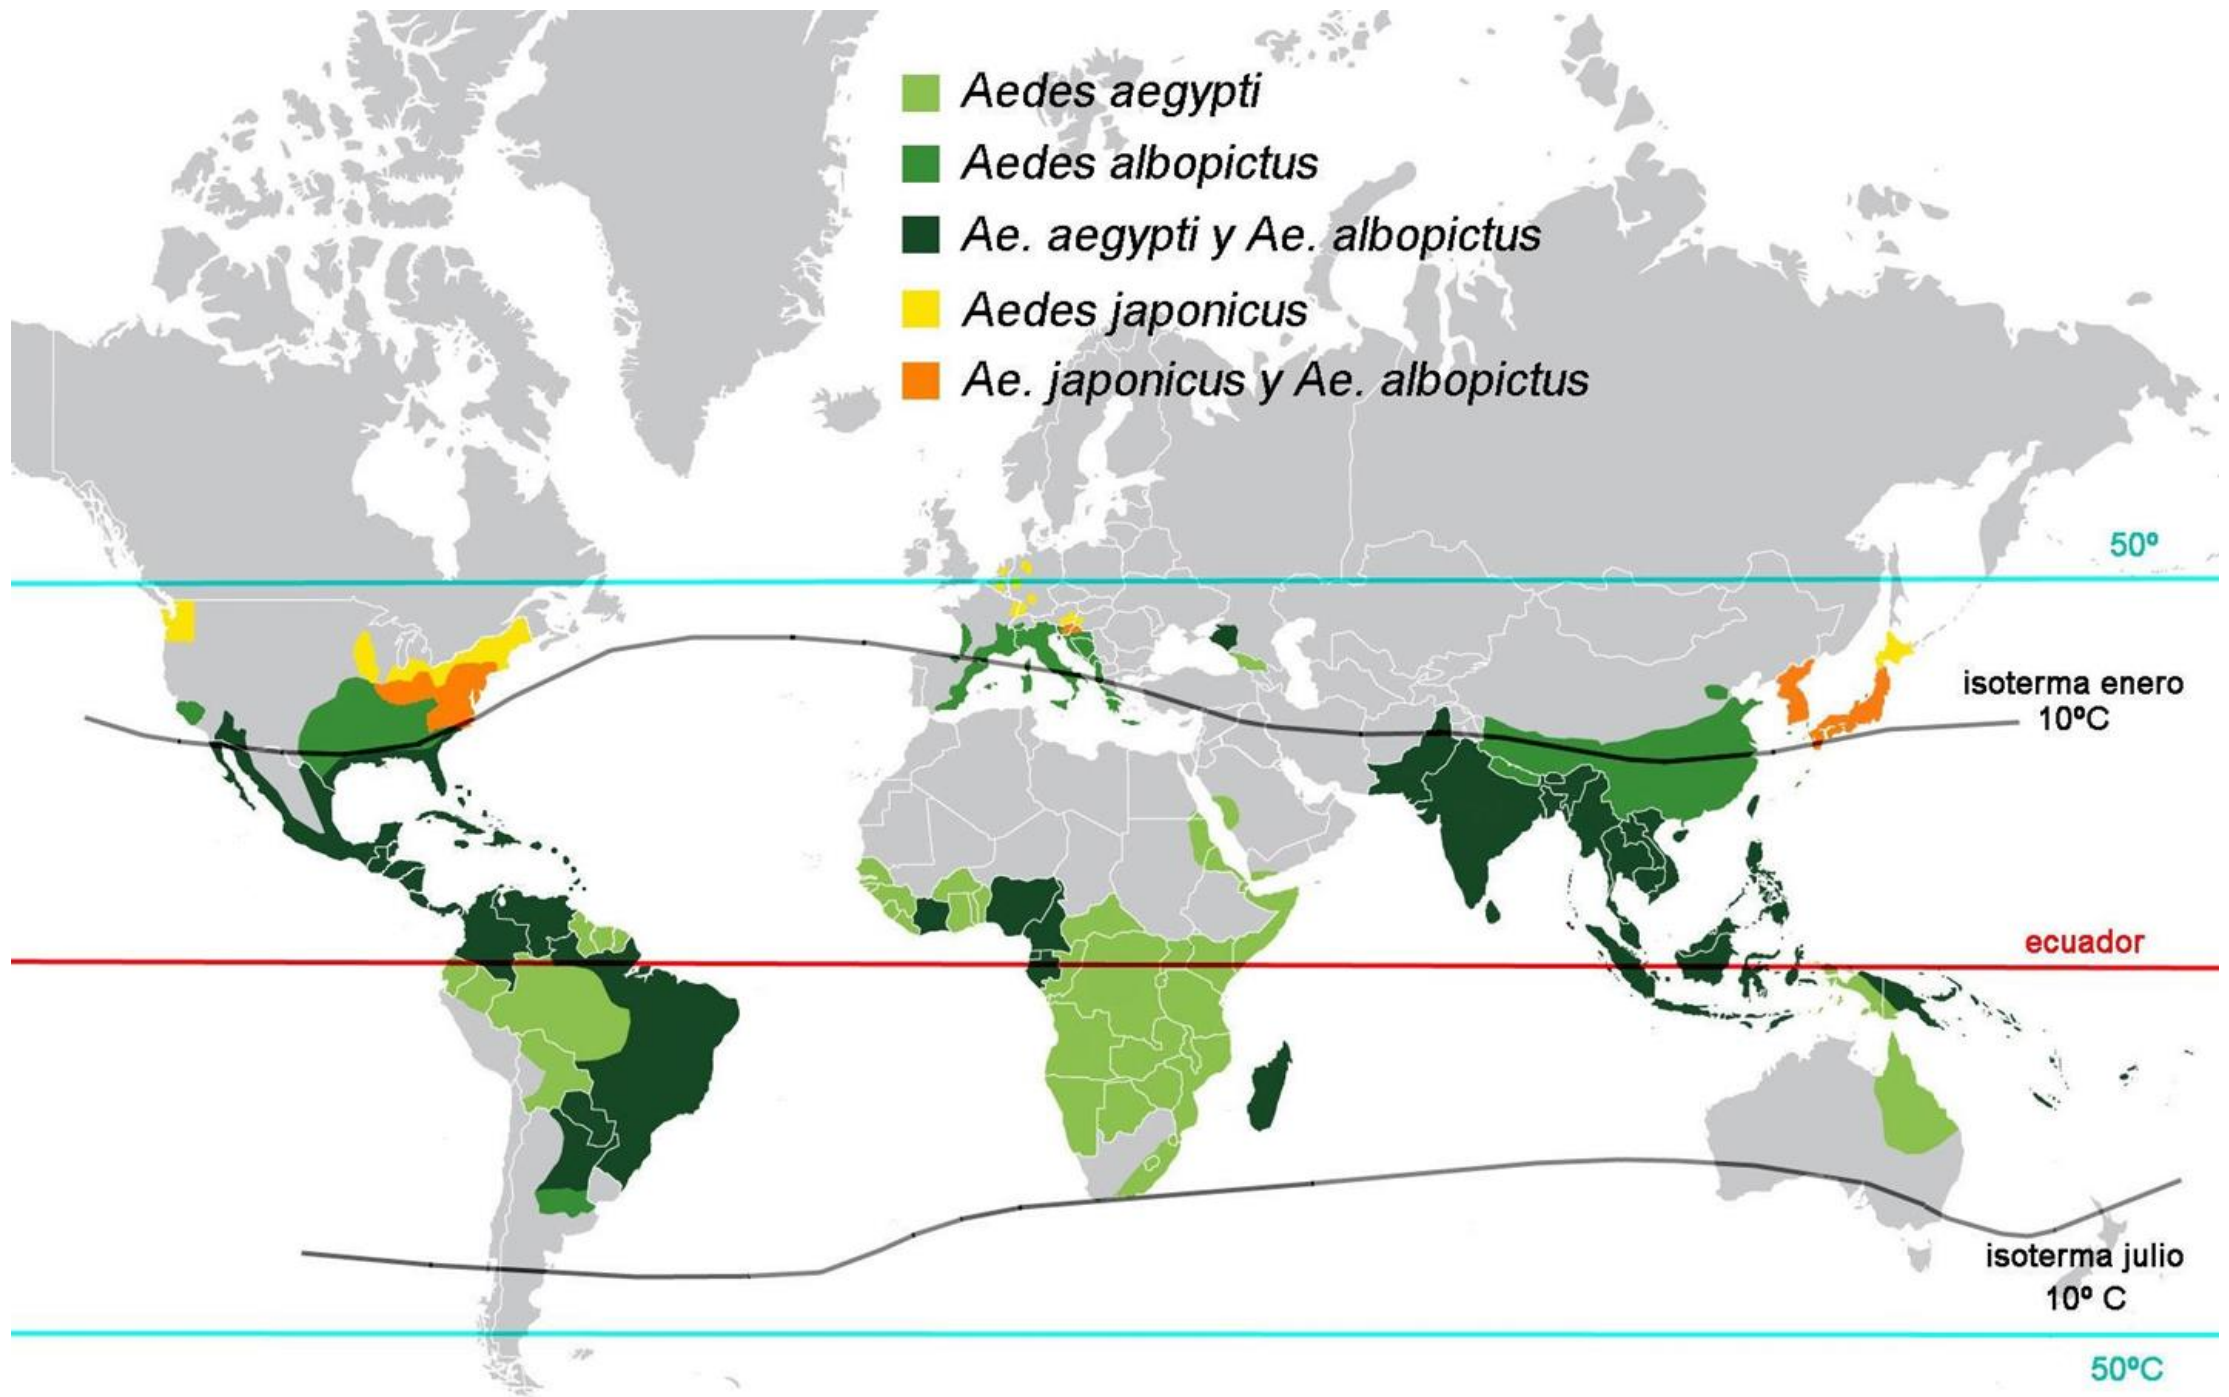 Aedes aegypti
Aedes albopictus
Ae. aegypti y Ae. albopictus
Aedes japonicus
Ae. japonicus y Ae. albopictus
50º
isoterma enero
10ºC
ecuador
isoterma julio
10º C
50ºC